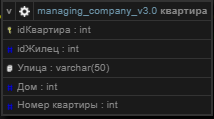 v managing_company_v3.0 квартира
idКвартира : int
idЖилец : int
Улица : varchar(50)
Дом : int
Номер квартиры : int